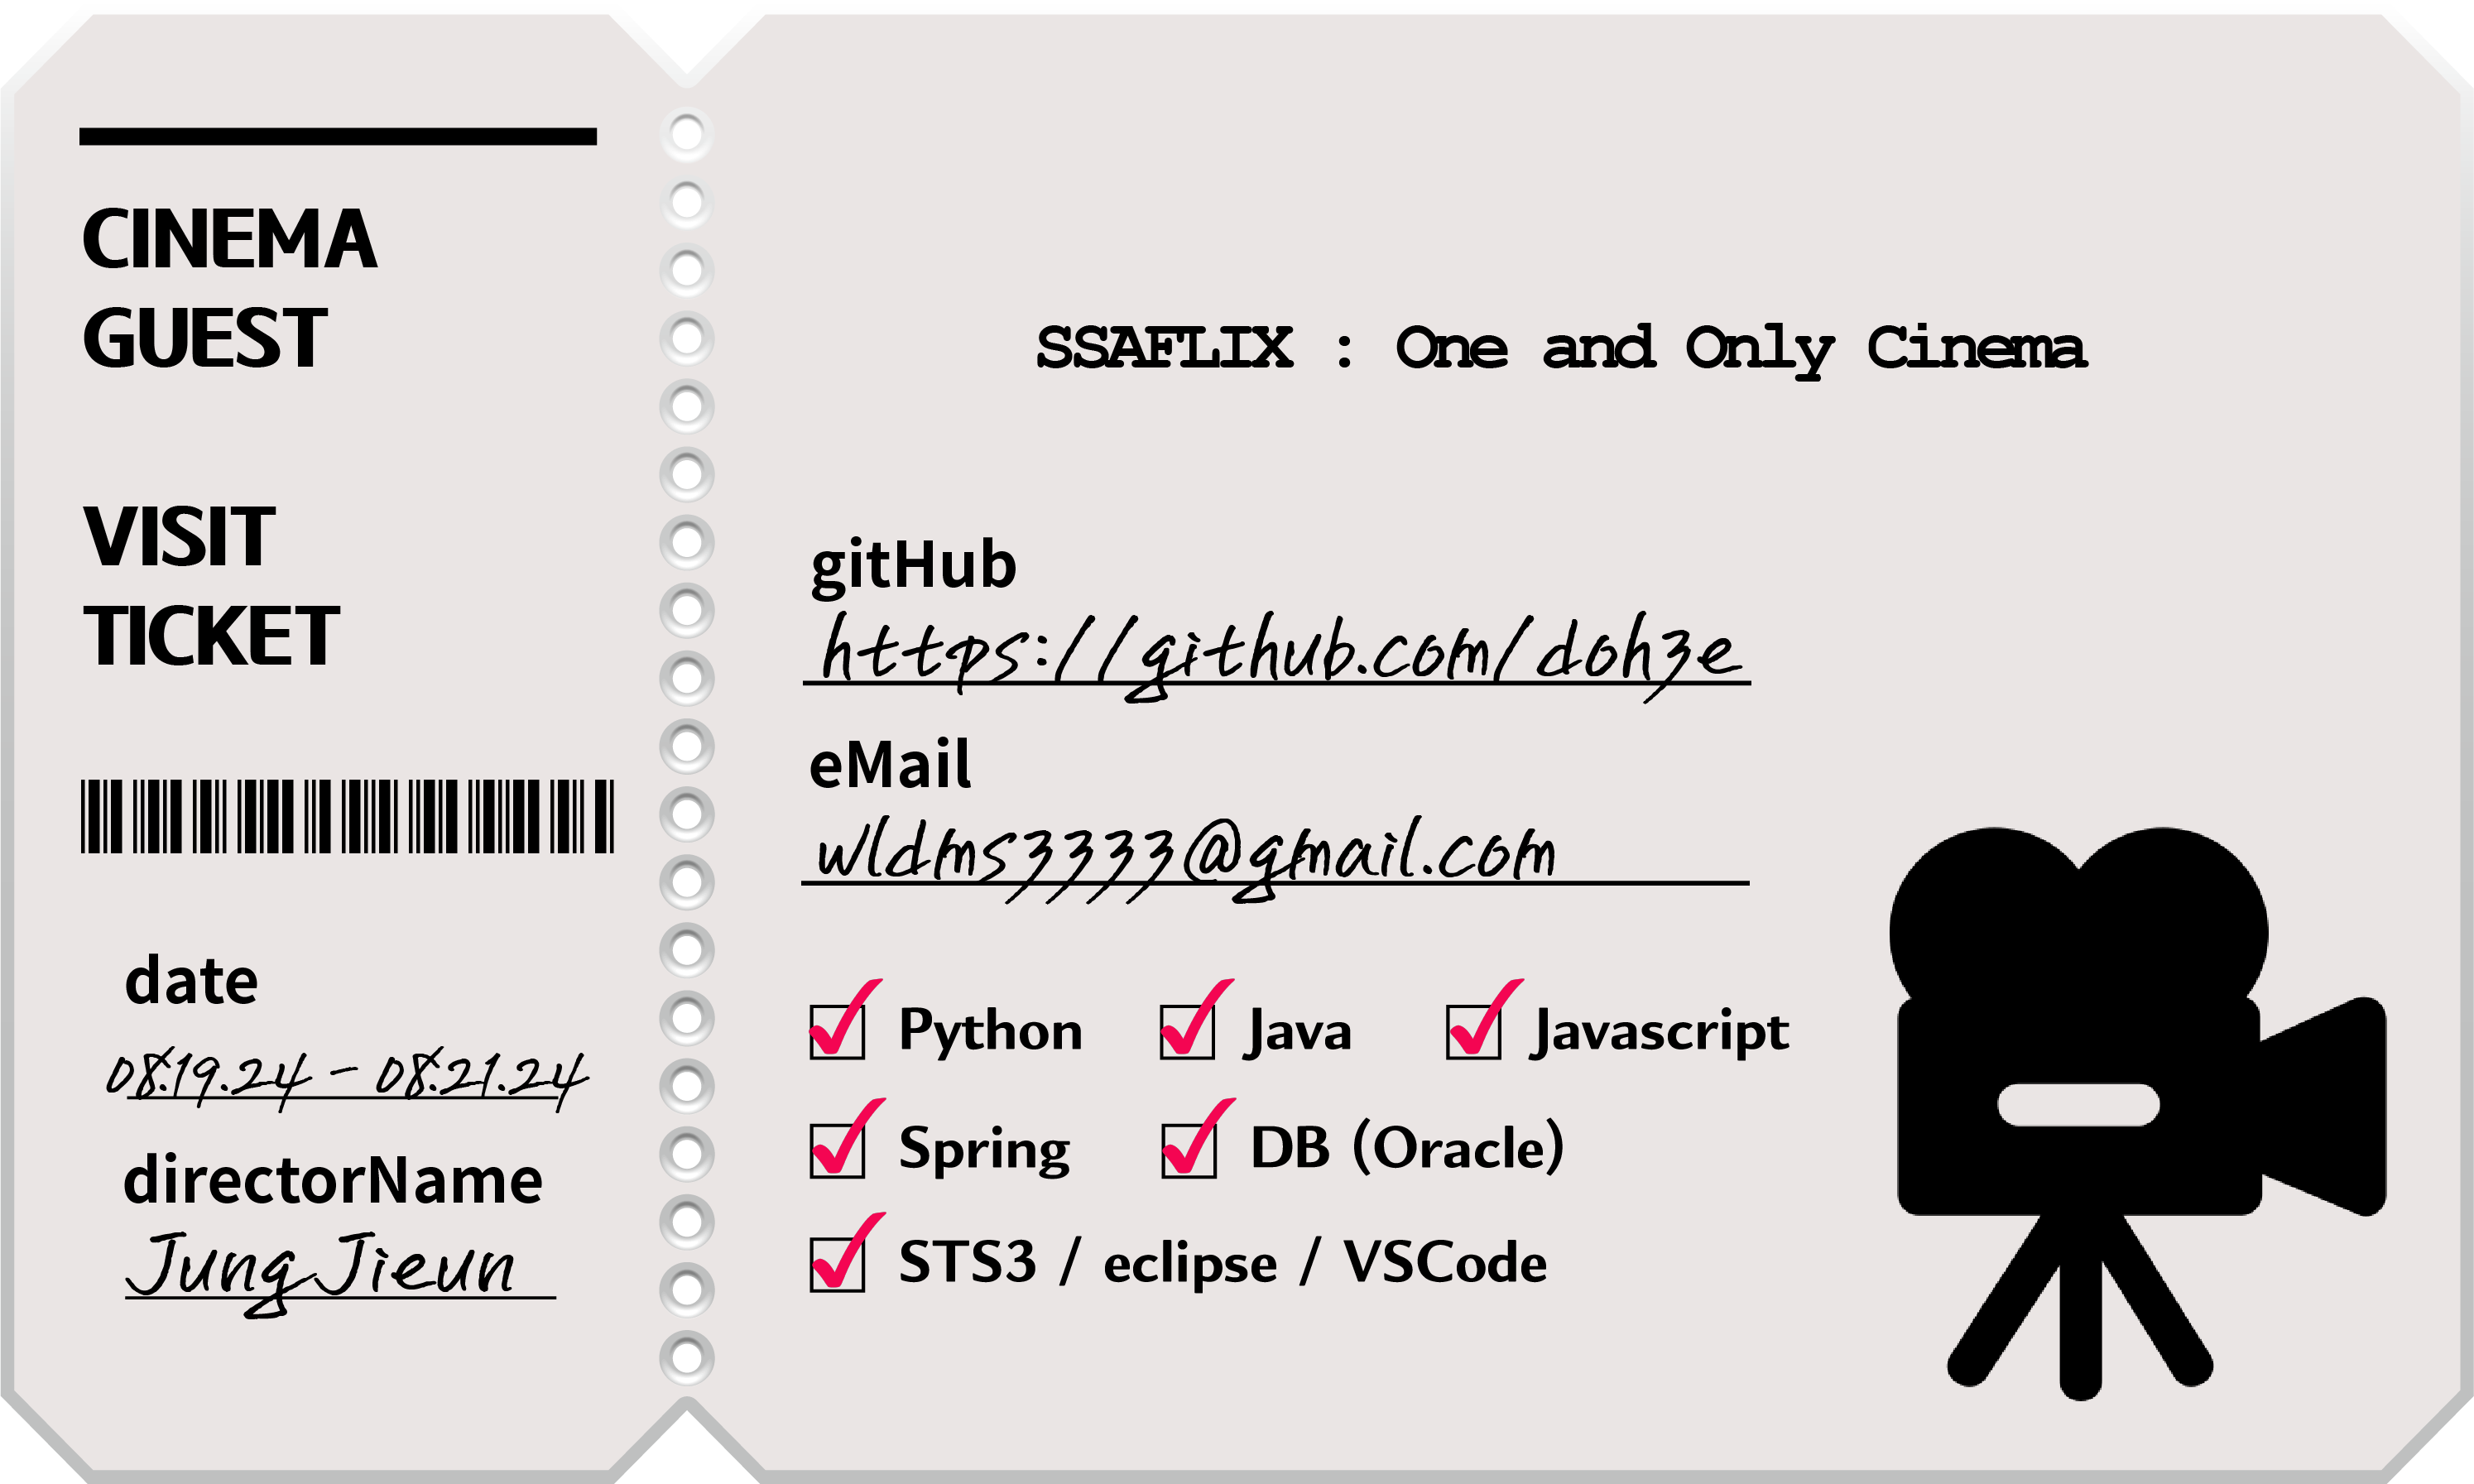 CINEMA
GUEST
VISIT
TICKET
date
08.19.24 - 08.21.24
directorName
Jung Jieun
SSAFLIX : One and Only Cinema
gitHub
https://github.com/dah3e
eMail
wldms3333@gmail.com
Python Java Javascript
Spring DB (Oracle)
STS3 / eclipse / VSCode